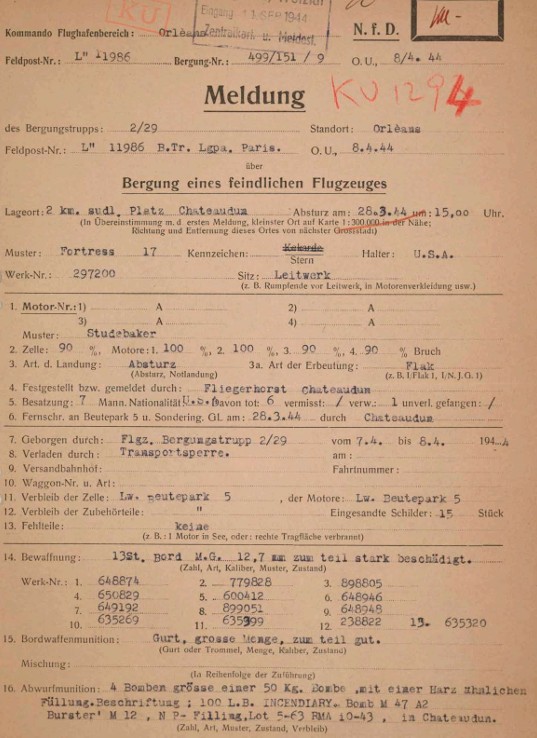 KU
Eingang 11. SEP. 1944
Zentralkart. u. Meldest.
Kommando Flughafenbereich: Orléans N. f. D.
Feldpost-Nr.: L" 11986 Bergung-Nr.: 499/151 / 9 O. U., 8/4. 44
Meldung KU 1294
des Bergungstrupps: 2/29 Standort: Orléans
Feldpost-Nr.: L" 11986 B.Tr. Lgpa. Paris. O. U., 8.4.44
über
Bergung eines feindlichen Flugzeuges
Lageort: 2 km. sudl. Platz Chateaudun Absturz am: 28.3.44 um: 15,00 Uhr.
(In Übereinstimmung m. d. ersten Meldung, kleinster Ort auf Karte 1:300.000 in der Nähe;
Richtung und Entfernung dieses Ortes von nächster Grosstadt)
Muster: Fortress 17 Kennzeichen: Kokarde Halter: U.S.A.
Stern
Werk-Nr.: 297200 Sitz: Leitwerk
(z. B. Rumpfende vor Leitwerk, in Motorenverkleidung usw.)
1. Motor-Nr.: 1) A 2) A
3) A 4) A
Muster: Studebaker
2. Zelle: 90 %, Motore: 1. 100 %, 2. 100 %, 3. 90 %, 4. 90 % Bruch
3. Art. d. Landung: Absturz 3a. Art der Erbeutung: Flak
(Absturz, Notlandung) (z. B. I/Flak 1, I/N.J.G. 1)
4. Festgestellt bzw. gemeldet durch: Fliegerhorst Chateaudun
5. Besatzung: 7 Mann. Nationalität U.S. davon tot: 6 vermisst: / verw.: 1 unverl. gefangen: /
6. Fernschr. an Beutepark 5 u. Sondering. Gl. am: 28.3.44 durch Chateaudun
7. Geborgen durch: Flgz. Bergungstrupp 2/29 vom 7.4. bis 8.4. 1944
8. Verladen durch: Transportsperre. am:
9. Versandbahnhof: Fahrtnummer:
10. Waggon-Nr. u. Art:
11. Verbleib der Zelle: Lw. Beutepark 5 , der Motore: Lw. Beutepark 5
12. Verbleib der Zubehörteile: " Eingesandte Schilder: 15 Stück
13. Fehlteile: keine
(z. B.: 1 Motor in See, oder: rechte Tragfläche verbrannt)
14. Bewaffnung: 13St. Bord M.G. 12,7 mm zum teil stark beschädigt.
(Zahl, Art, Kaliber, Muster, Zustand)
Werk-Nr.: 1. 648874 2. 779828 3. 898805
4. 650829 5. 600412 6. 648946
7. 649192 8. 899051 9. 648948
10. 635269 11. 635399 12. 238822 13. 635320
15. Bordwaffenmunition: Gurt, grosse Menge, zum teil gut.
(Gurt oder Trommel, Menge, Kaliber, Zustand)
Mischung:
(In Reihenfolge der Zuführung)
16. Abwurfmunition: 4 Bomben grösse einer 50 Kg. Bombe ,mit einer Harz ähnlichen
Füllung.Beschriftung ; 100 L.B. INCENDIARY. Bomb M 47 A2
Burster' M 12 , N P- Filling,Lot 5-63 RMA 10-43 , in Chateaudun.
(Zahl, Art, Muster, Zustand, Verbleib)